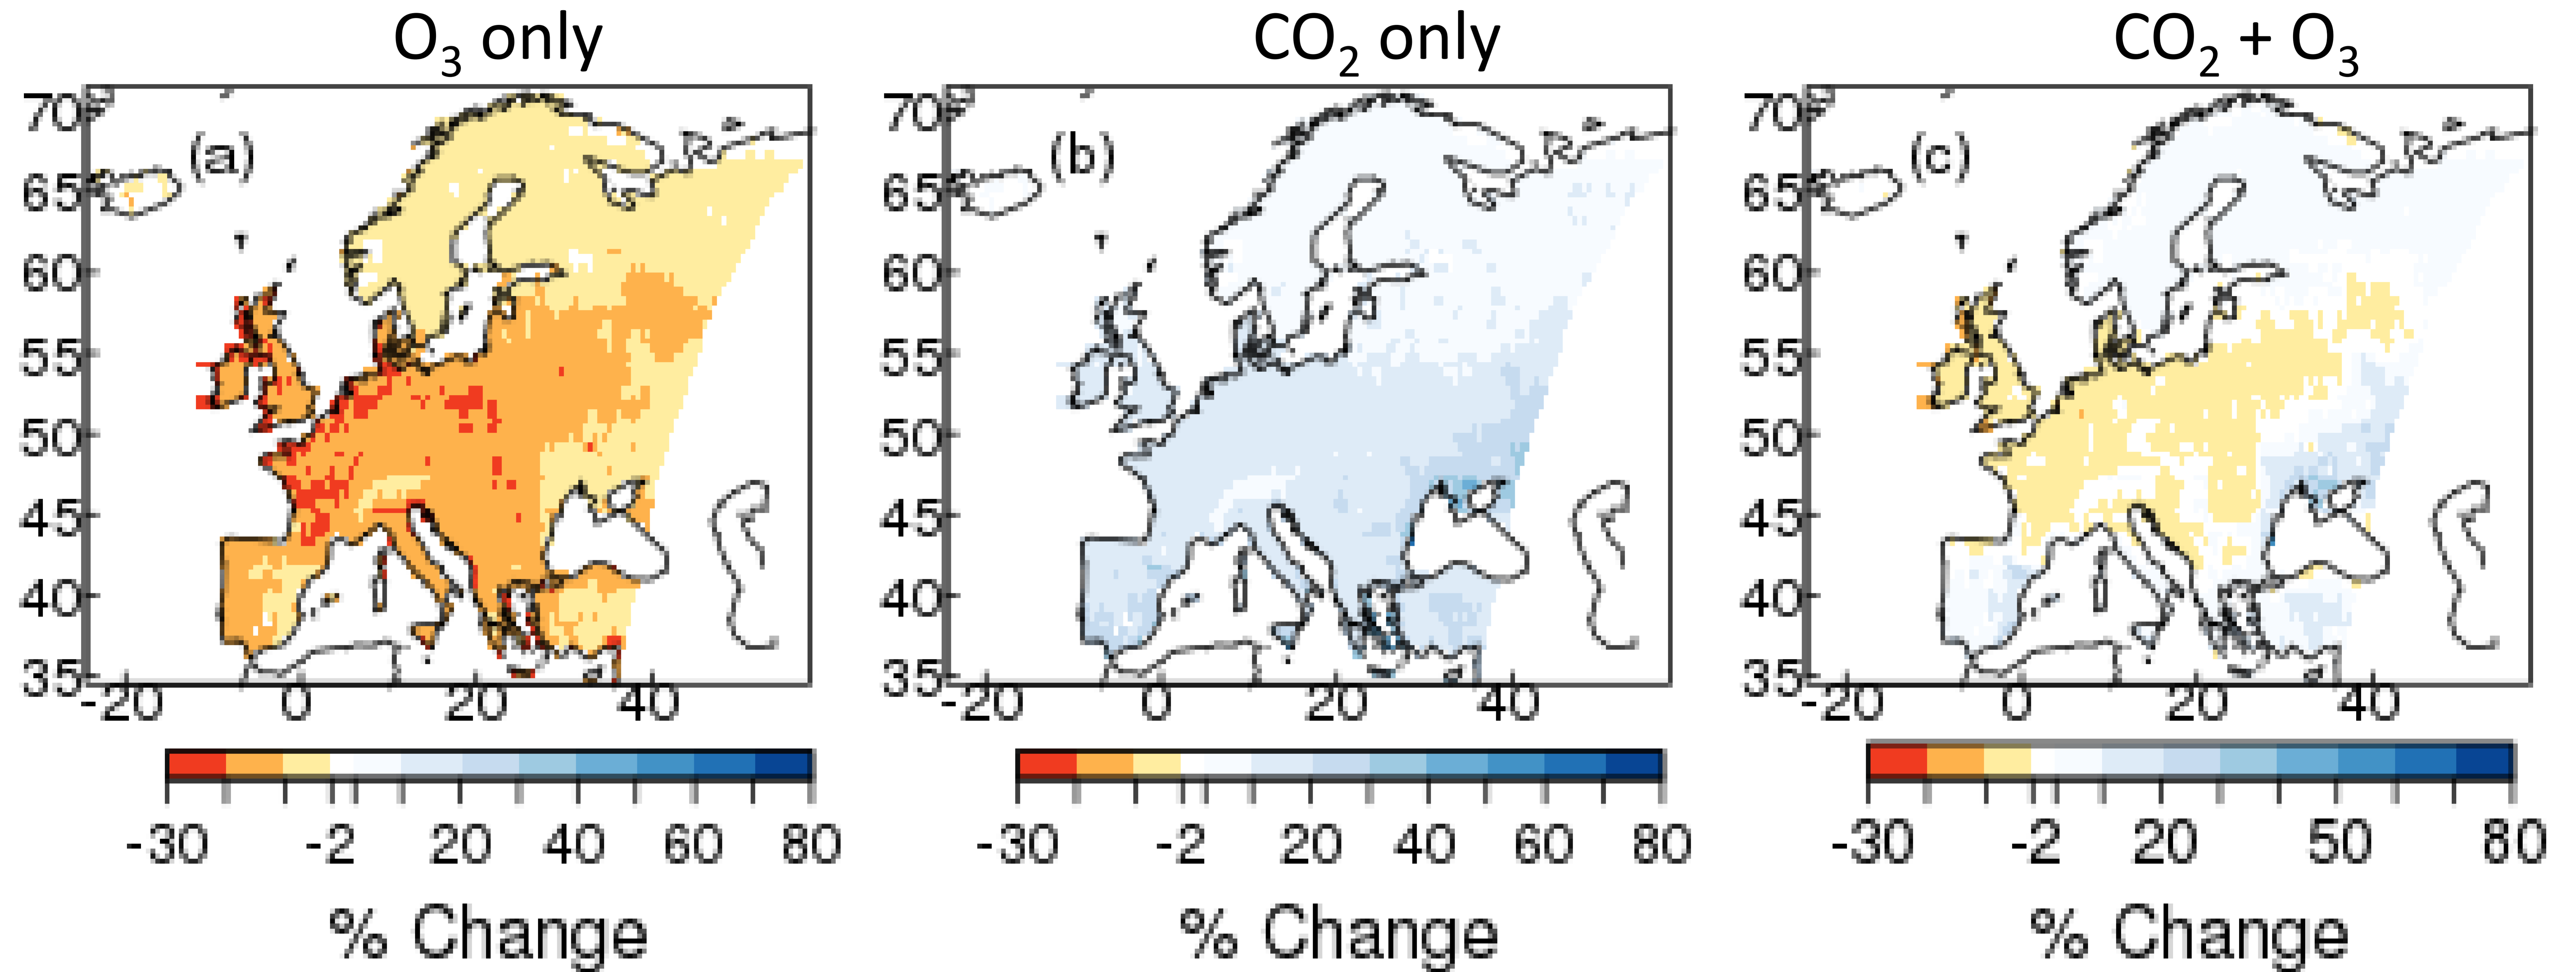 O₃ only CO₂ only CO₂ + O₃
(a) (b) (c)
70 70 70
65 65 65
60 60 60
55 55 55
50 50 50
45 45 45
40 40 40
35 35 35
-20 0 20 40 -20 0 20 40 -20 0 20 40
-30 -2 20 40 60 80 -30 -2 20 40 60 80 -30 -2 20 50 80
% Change % Change % Change